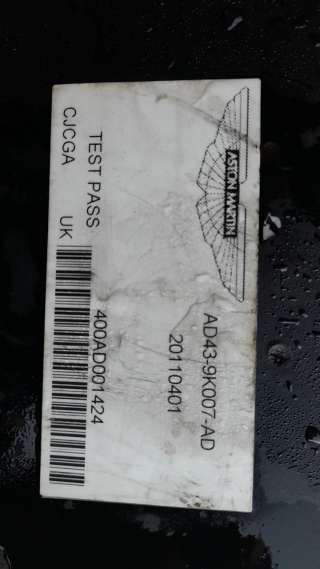 ASTON MARTIN
AD43-9K007-AD
20110401
TEST PASS
400AD001424
CJCGA UK